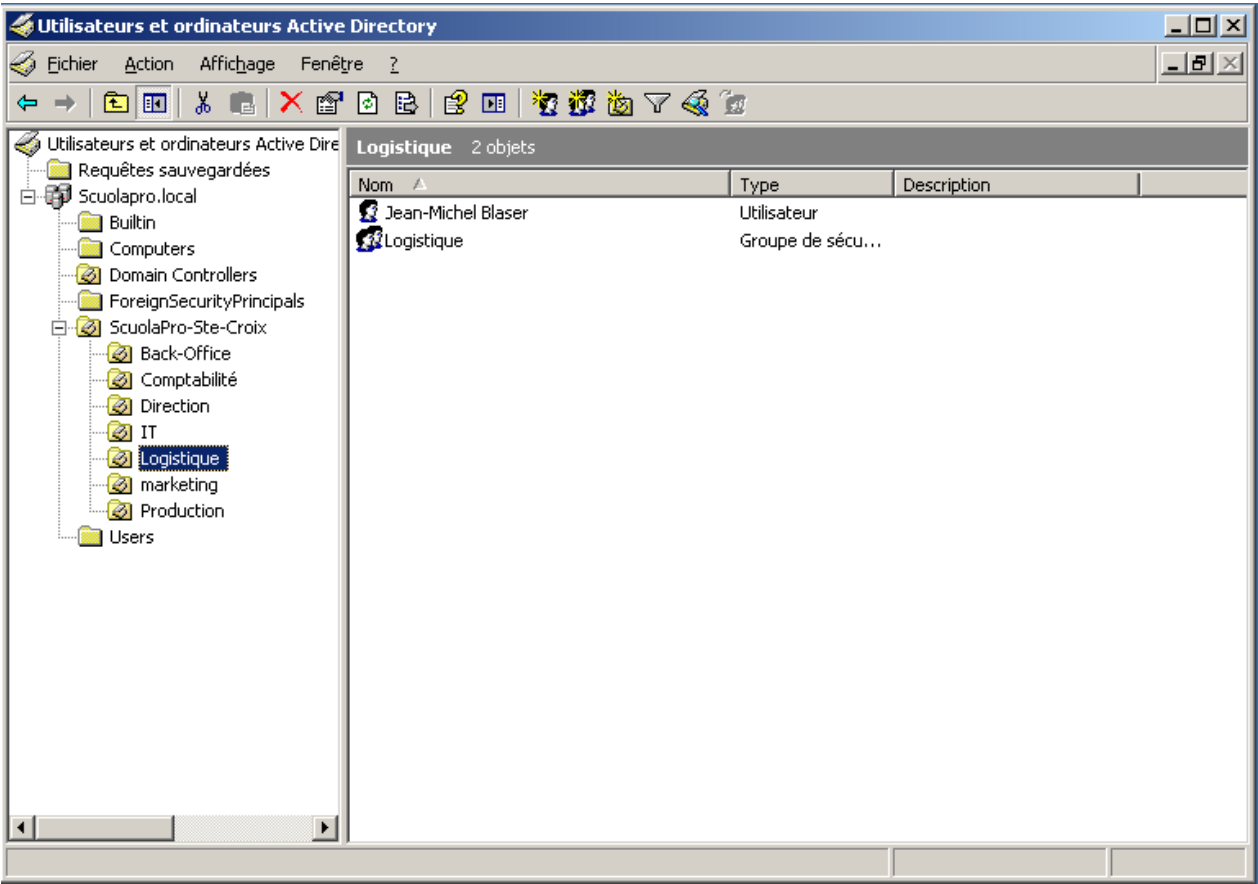 Utilisateurs et ordinateurs Active Directory
Fichier Action Affichage Fenêtre ?
Utilisateurs et ordinateurs Active Dire
Requêtes sauvegardées
Scuolapro.local
Builtin
Computers
Domain Controllers
ForeignSecurityPrincipals
ScuolaPro-Ste-Croix
Back-Office
Comptabilité
Direction
IT
Logistique
marketing
Production
Users
Logistique 2 objets
Nom Type Description
Jean-Michel Blaser Utilisateur
Logistique Groupe de sécu...